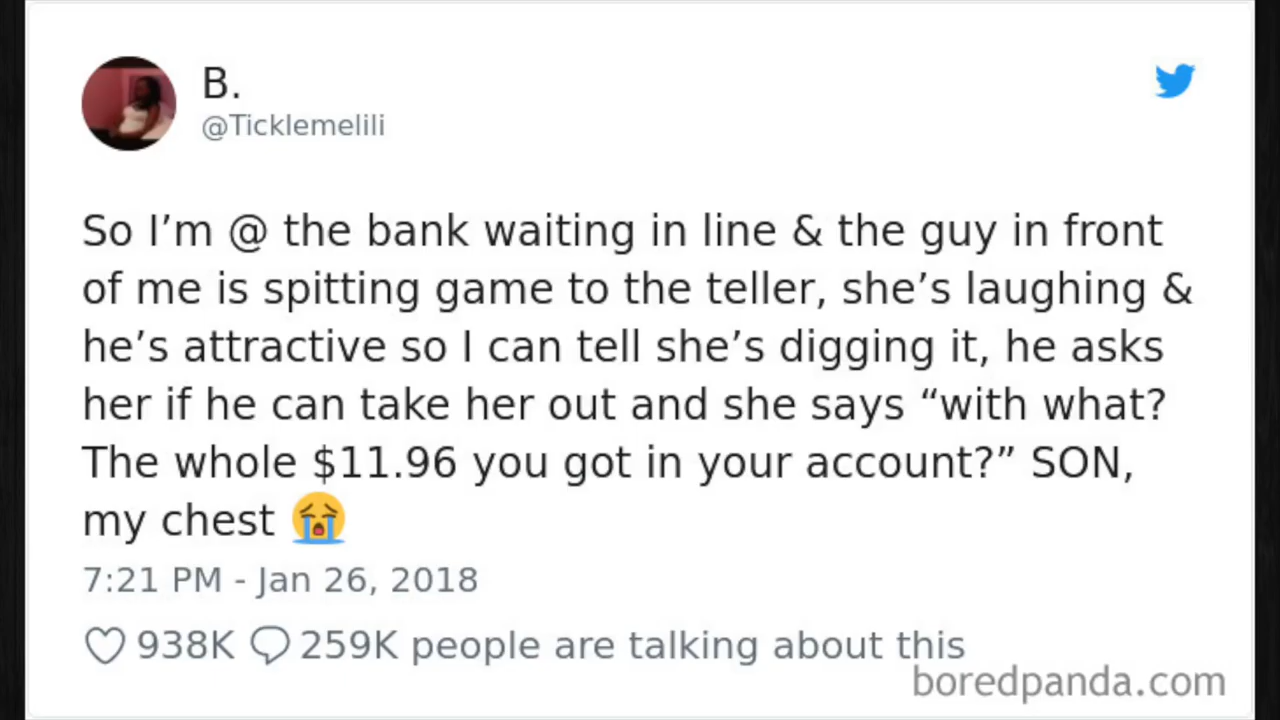 B.
@Ticklemelili
So I’m @ the bank waiting in line & the guy in front
of me is spitting game to the teller, she’s laughing &
he’s attractive so I can tell she’s digging it, he asks
her if he can take her out and she says “with what?
The whole $11.96 you got in your account?” SON,
my chest 😭
7:21 PM - Jan 26, 2018
938K 259K people are talking about this
boredpanda.com